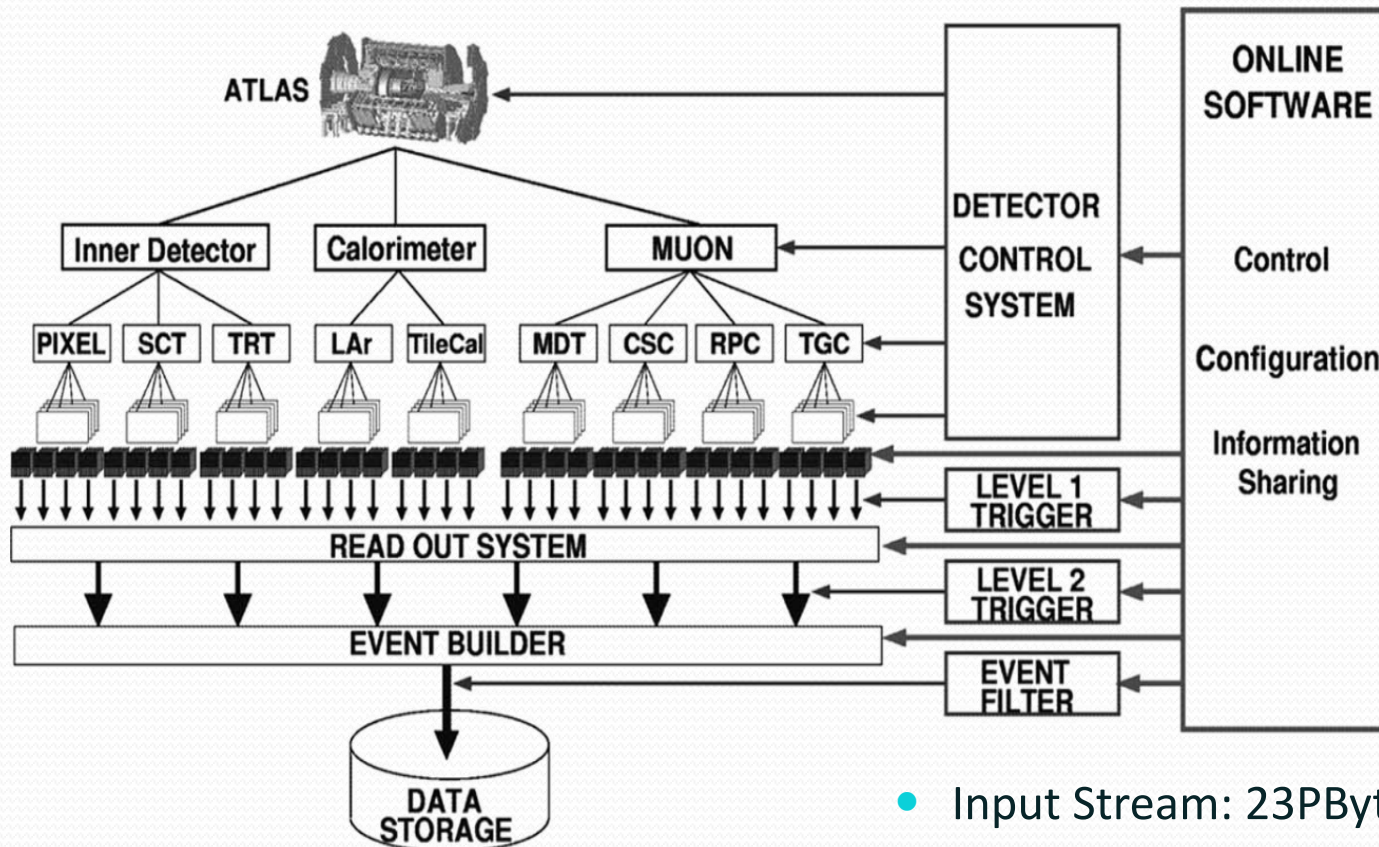 ATLAS
Inner Detector
Calorimeter
MUON
PIXEL
SCT
TRT
LAr
TileCal
MDT
CSC
RPC
TGC
READ OUT SYSTEM
EVENT BUILDER
DATA
STORAGE
DETECTOR
CONTROL
SYSTEM
LEVEL 1
TRIGGER
LEVEL 2
TRIGGER
EVENT
FILTER
ONLINE
SOFTWARE
Control
Configuration
Information
Sharing
• Input Stream: 23PByt